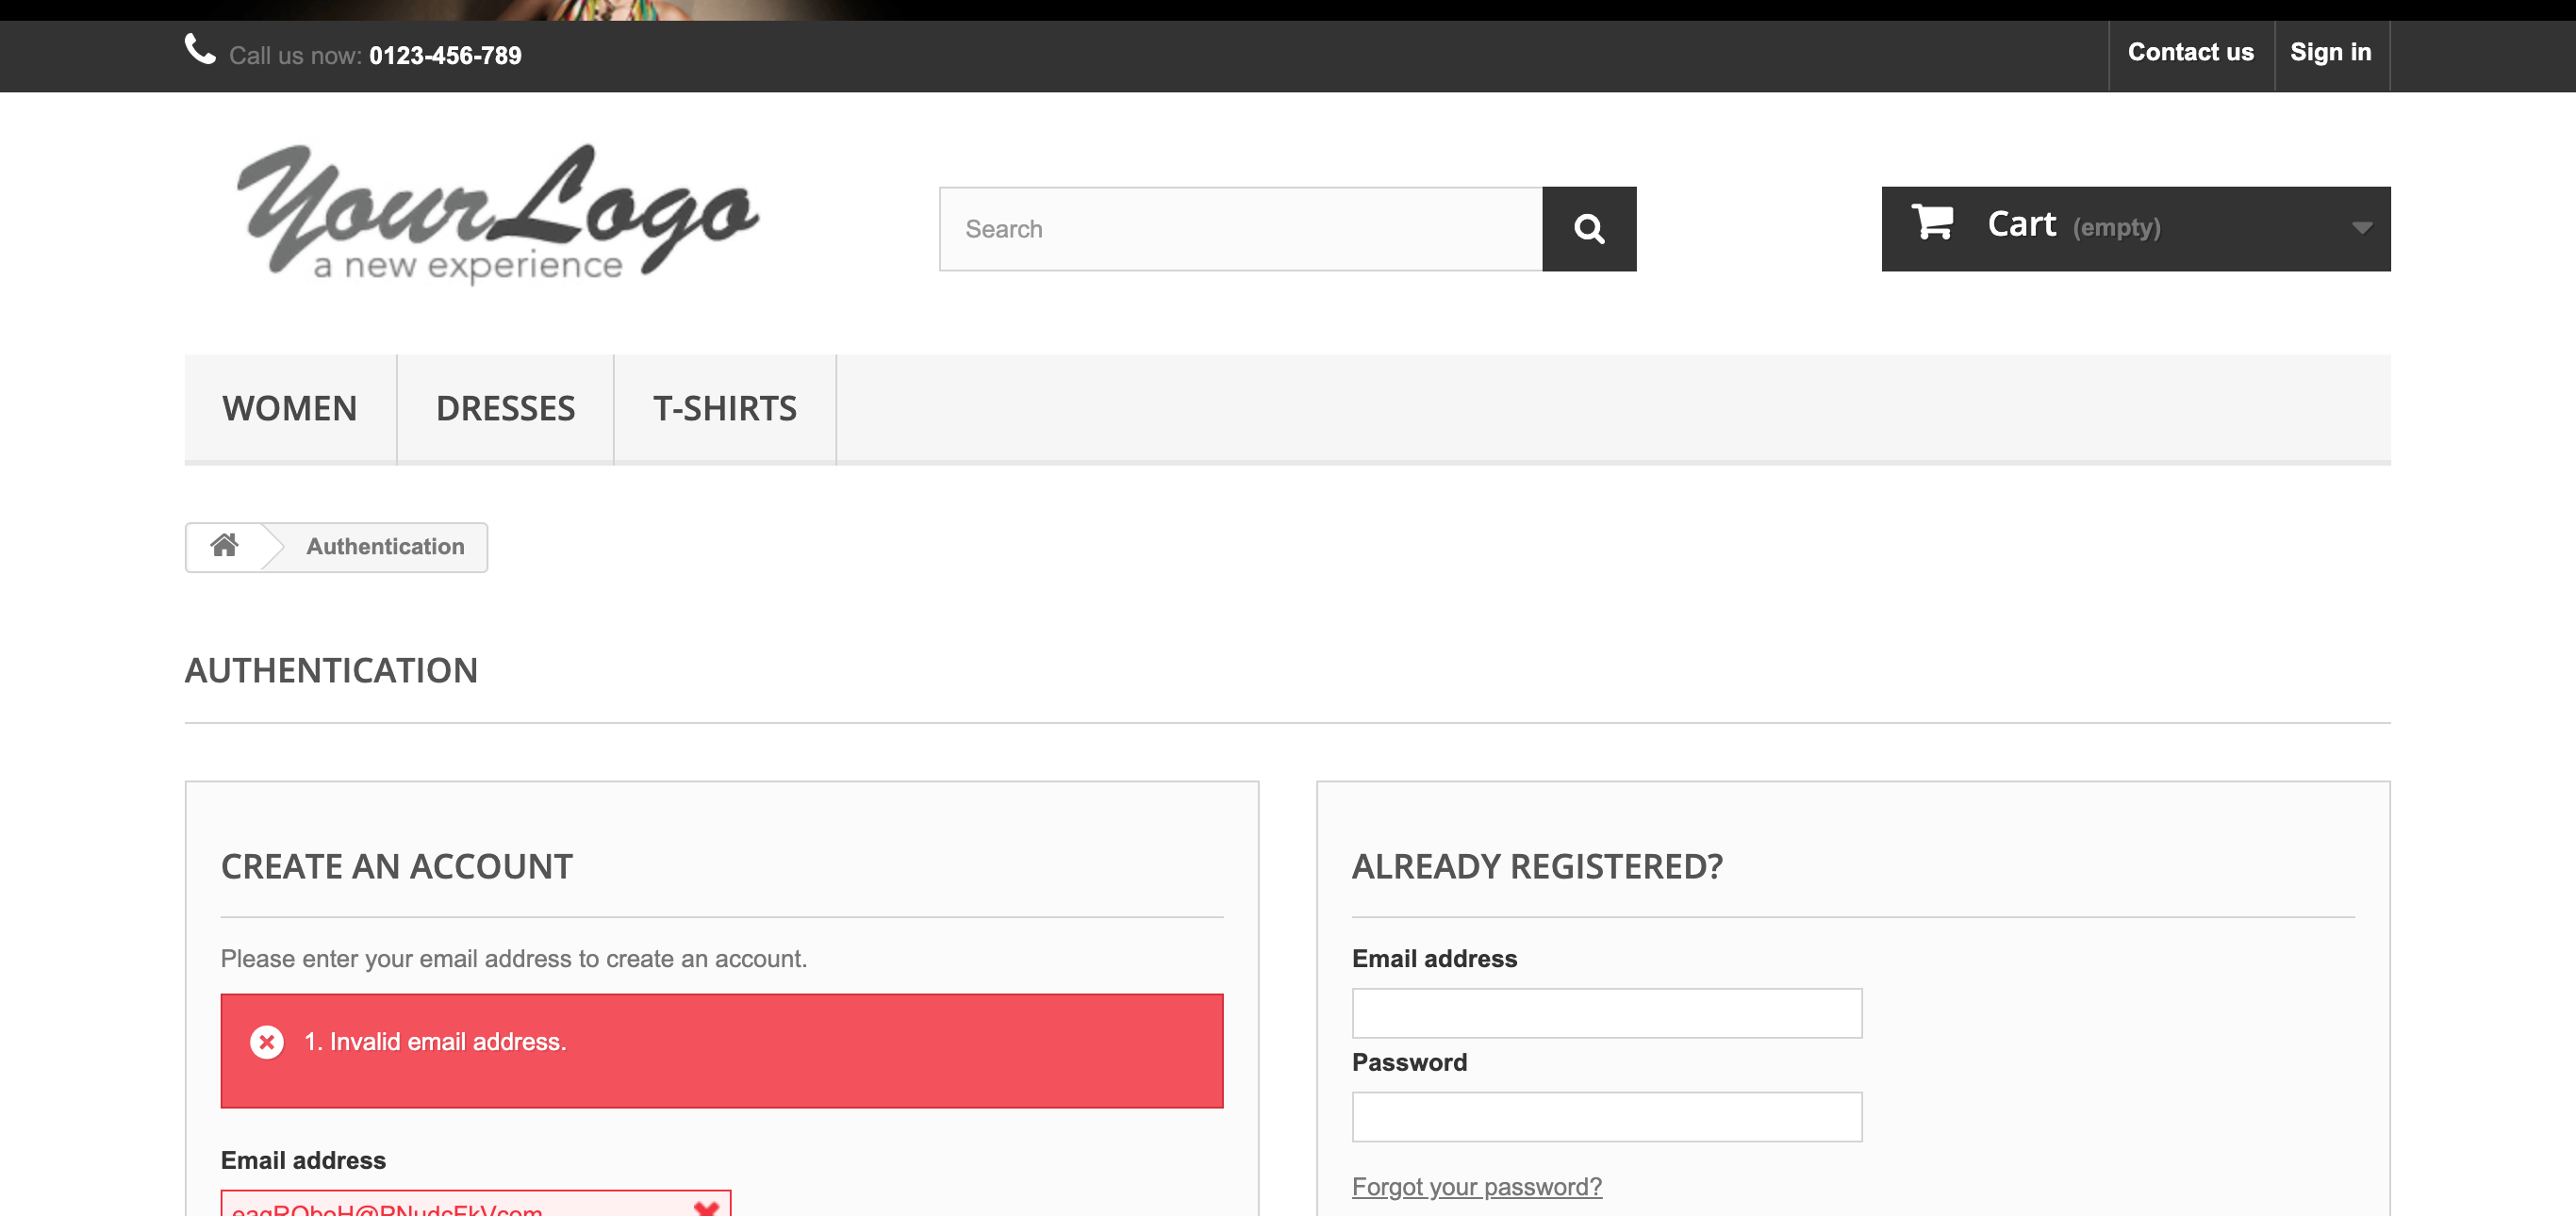 Call us now: 0123-456-789
Contact us
Sign in
Your Logo
a new experience
Search
Cart (empty)
WOMEN
DRESSES
T-SHIRTS
Authentication
AUTHENTICATION
CREATE AN ACCOUNT
Please enter your email address to create an account.
1. Invalid email address.
Email address
ALREADY REGISTERED?
Email address
Password
Forgot your password?